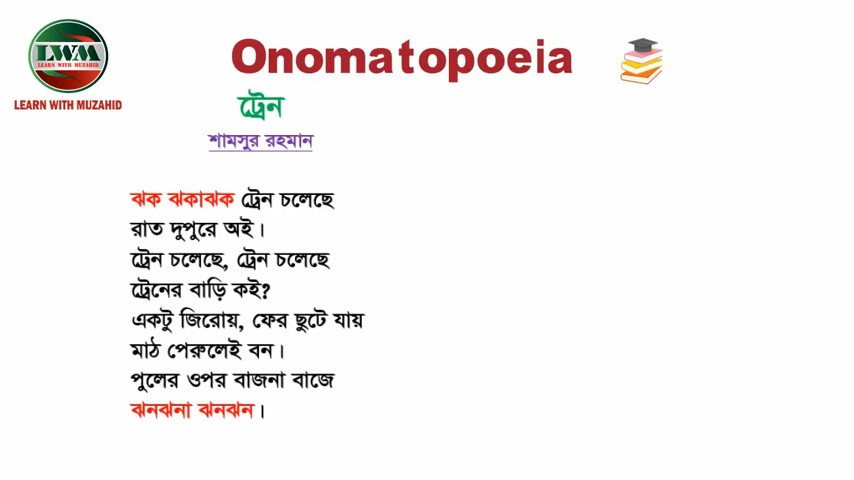 LWM
LEARN WITH MUZAHID
LEARN WITH MUZAHID
Onomatopoeia
ট্রেন
শামসুর রহমান
ঝক ঝকাঝক ট্রেন চলেছে
রাত দুপুরে অই।
ট্রেন চলেছে, ট্রেন চলেছে
ট্রেনের বাড়ি কই?
একটু জিরোয়, ফের ছুটে যায়
মাঠ পেরুলেই বন।
পুলের ওপর বাজনা বাজে
ঝনঝনা ঝনঝন।